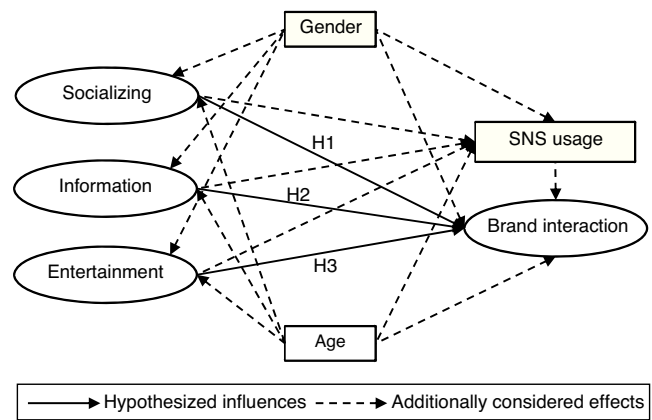 Gender
Socializing
H1
SNS usage
Information
H2
Brand interaction
Entertainment
H3
Age
Hypothesized influences
Additionally considered effects